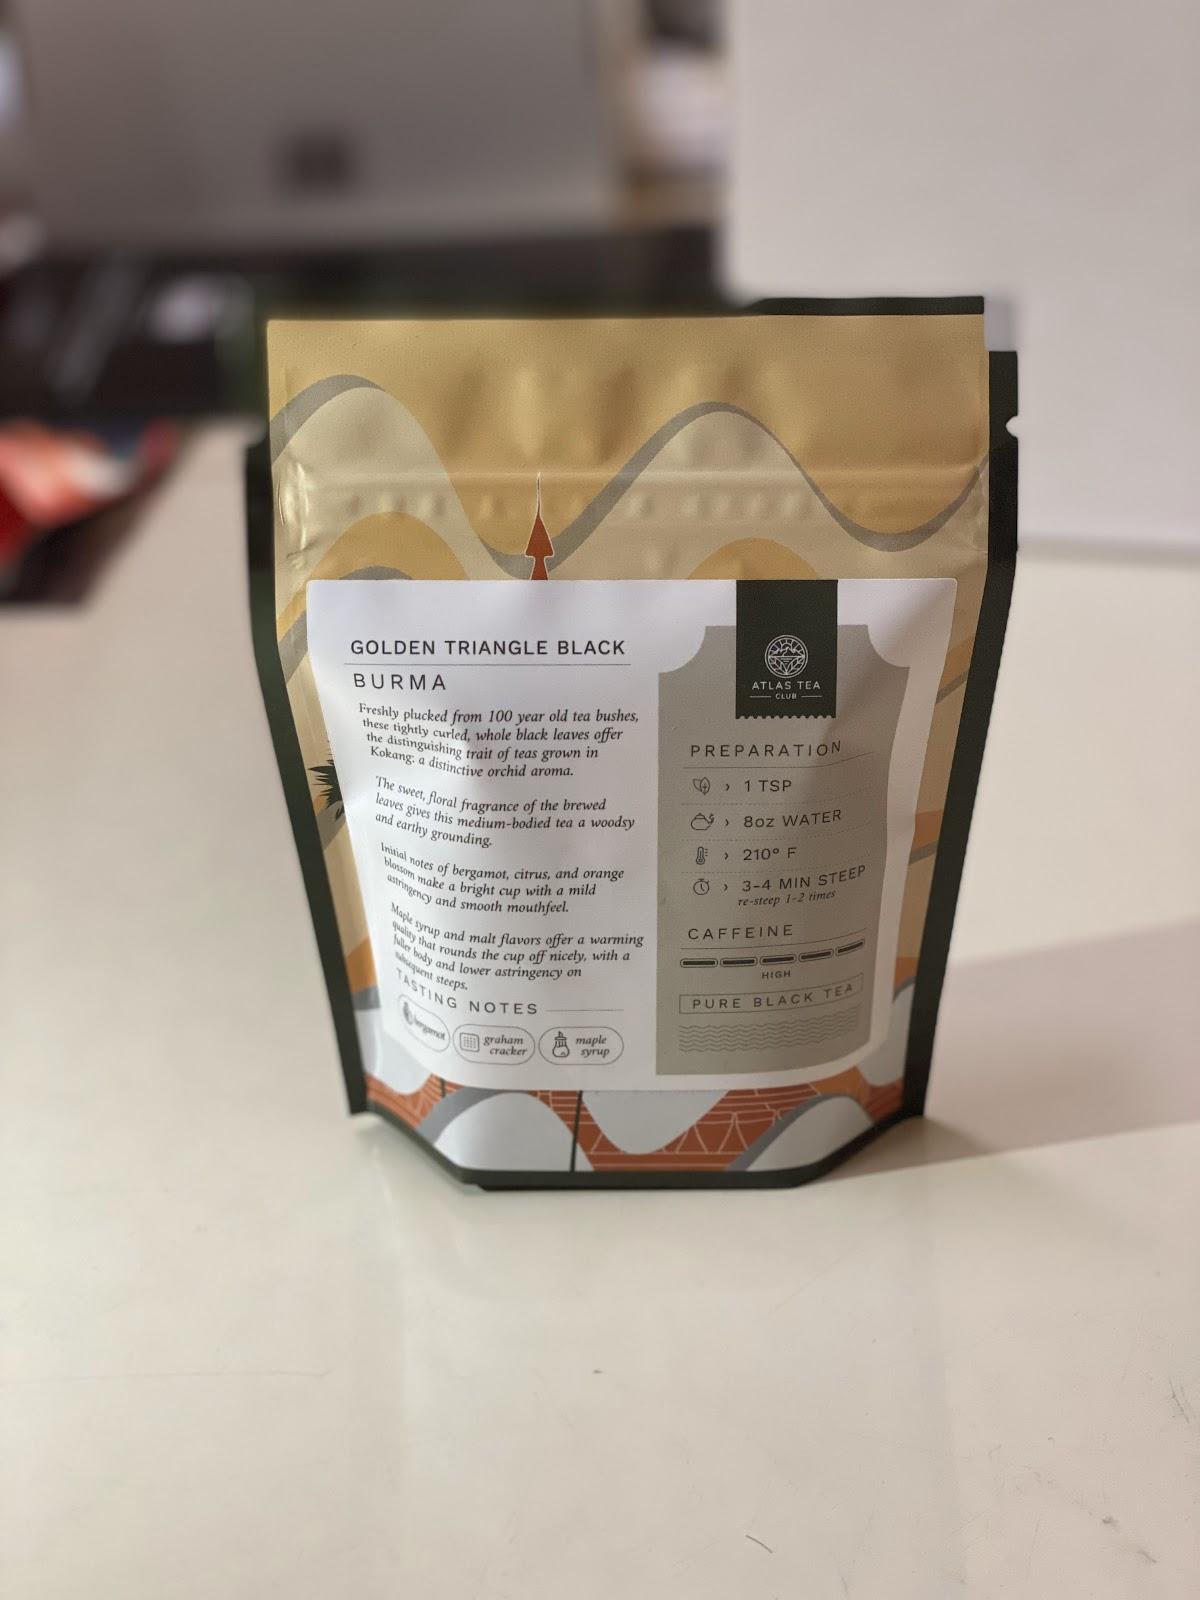 GOLDEN TRIANGLE BLACK
BURMA
Freshly plucked from 100 year old tea bushes,
these tightly curled, whole black leaves offer
the distinguishing trait of teas grown in
Kokang: a distinctive orchid aroma.
The sweet, floral fragrance of the brewed
leaves gives this medium-bodied tea a woodsy
and earthy grounding.
Initial notes of bergamot, citrus, and orange
blossom make a bright cup with a mild
astringency and smooth mouthfeel.
Maple syrup and malt flavors offer a warming
quality that rounds the cup off nicely, with a
fuller body and lower astringency on
subsequent steeps.
TASTING NOTES
bergamot
graham
cracker
maple
syrup
ATLAS TEA
CLUB
PREPARATION
› 1 TSP
› 8oz WATER
› 210° F
› 3-4 MIN STEEP
re-steep 1-2 times
CAFFEINE
HIGH
PURE BLACK TEA